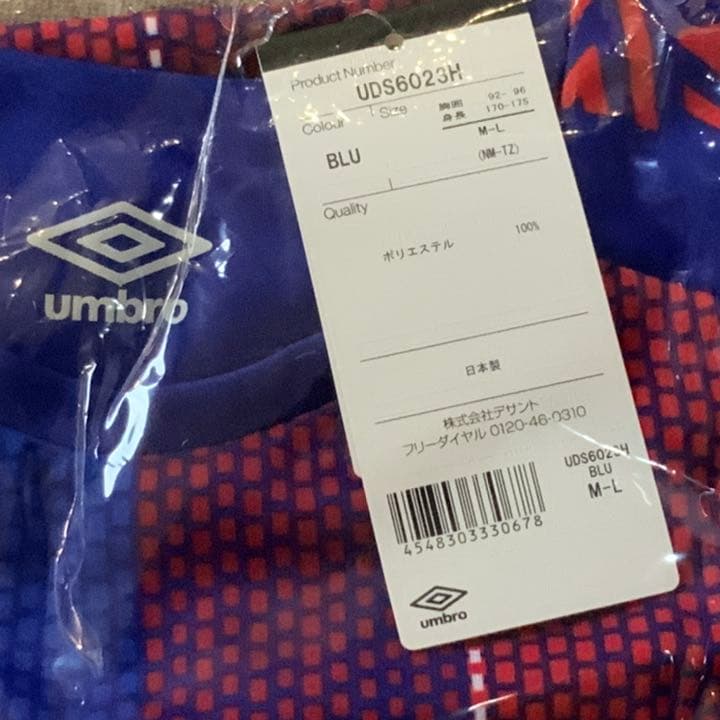 umbro
Product Number
UDS6023H
Colour
Size
胸囲 92- 96
身長 170-175
M-L
BLU
(NM-TZ)
Quality
ポリエステル 100%
日本製
株式会社デサント
フリーダイヤル 0120-46-0310
UDS6023H
BLU
M-L
4548303330678
umbro